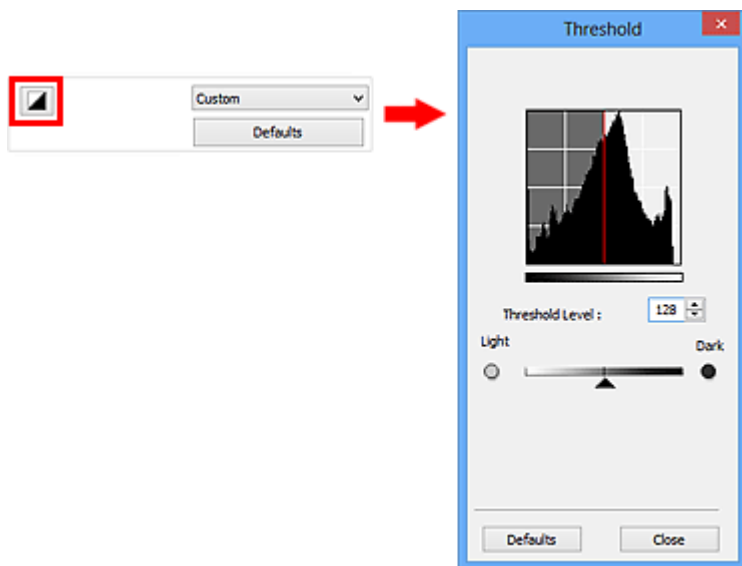 Custom
Defaults
Threshold
Threshold Level :
128
Light
Dark
Defaults
Close